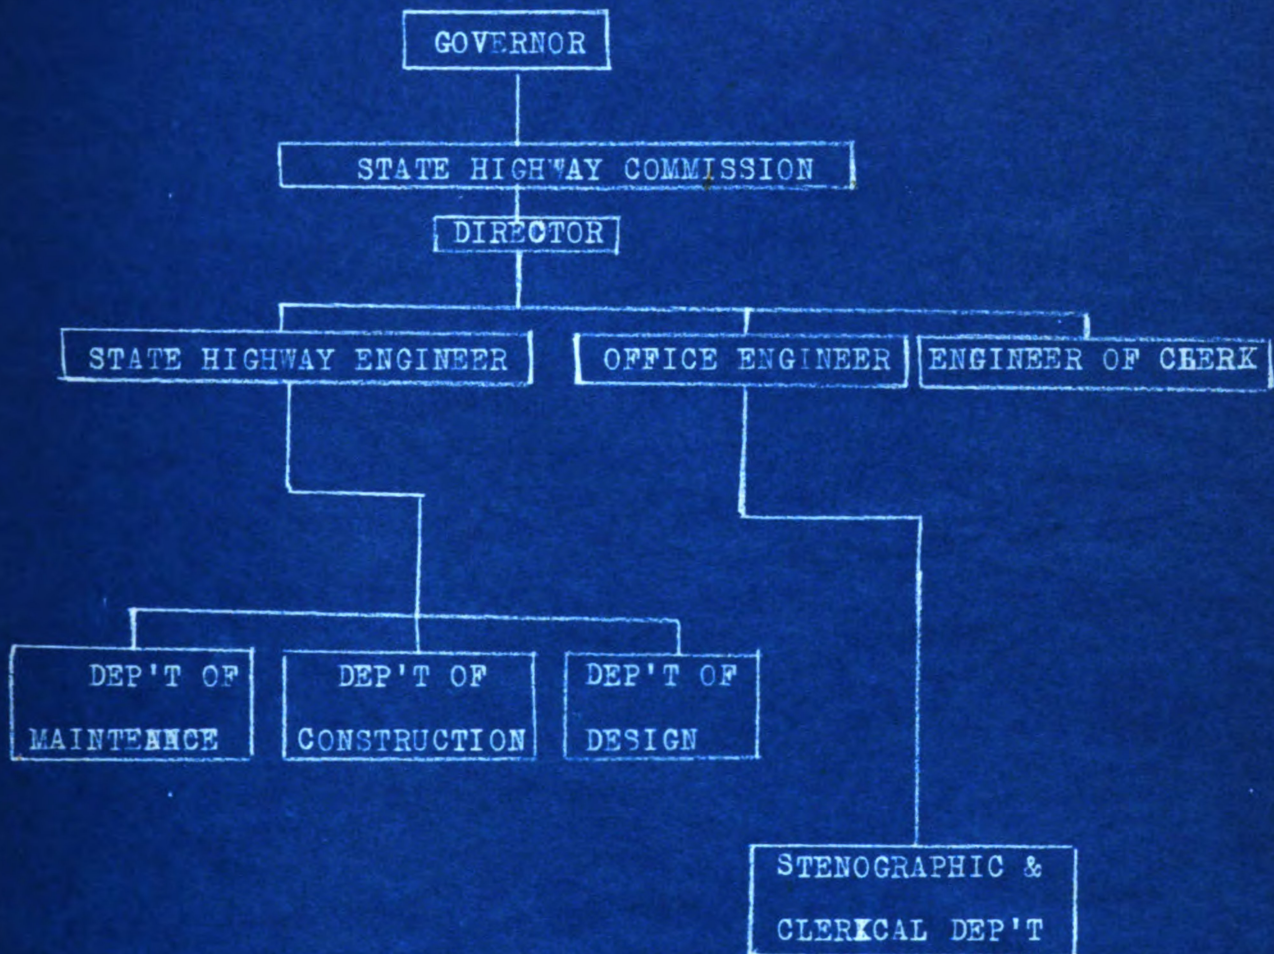 GOVERNOR
STATE HIGHWAY COMMISSION
DIRECTOR
STATE HIGHWAY ENGINEER
OFFICE ENGINEER
ENGINEER OF CLERK
DEP'T OF
MAINTEANCE
DEP'T OF
CONSTRUCTION
DEP'T OF
DESIGN
STENOGRAPHIC &
CLERICAL DEP'T